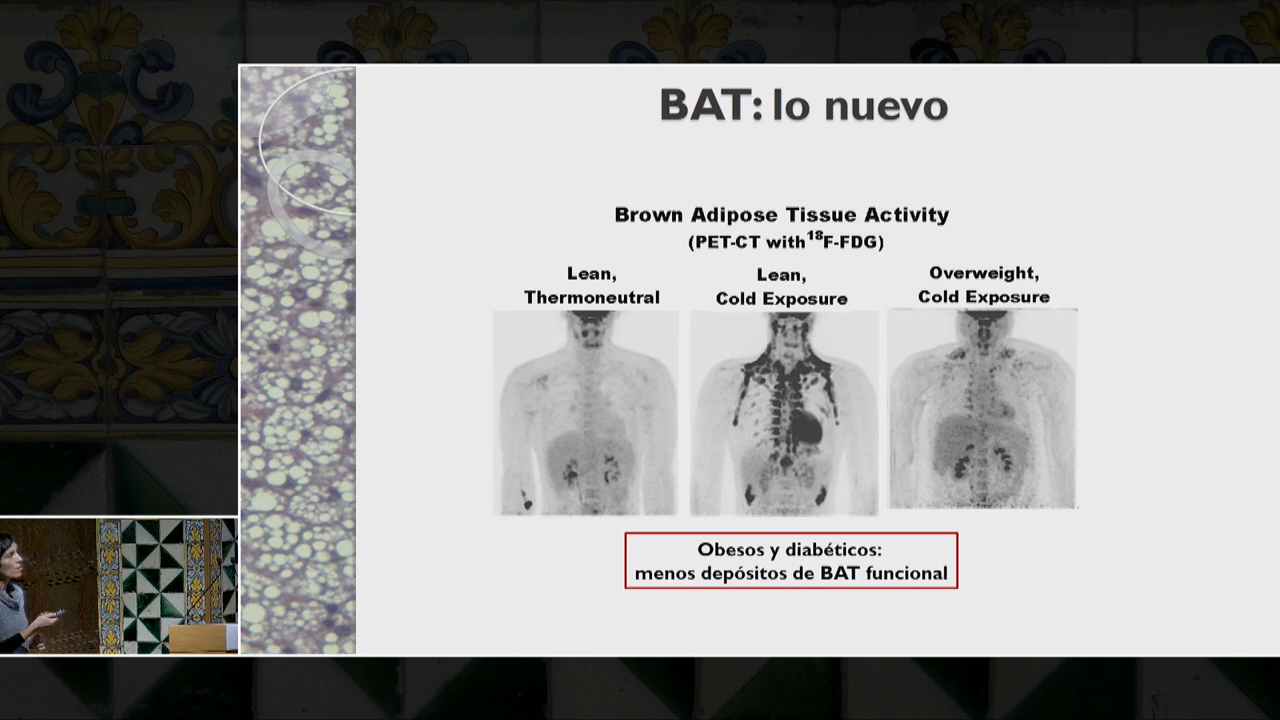 BAT: lo nuevo
Brown Adipose Tissue Activity
(PET-CT with 18F-FDG)
Lean,
Thermoneutral
Lean,
Cold Exposure
Overweight,
Cold Exposure
Obesos y diabéticos:
menos depósitos de BAT funcional